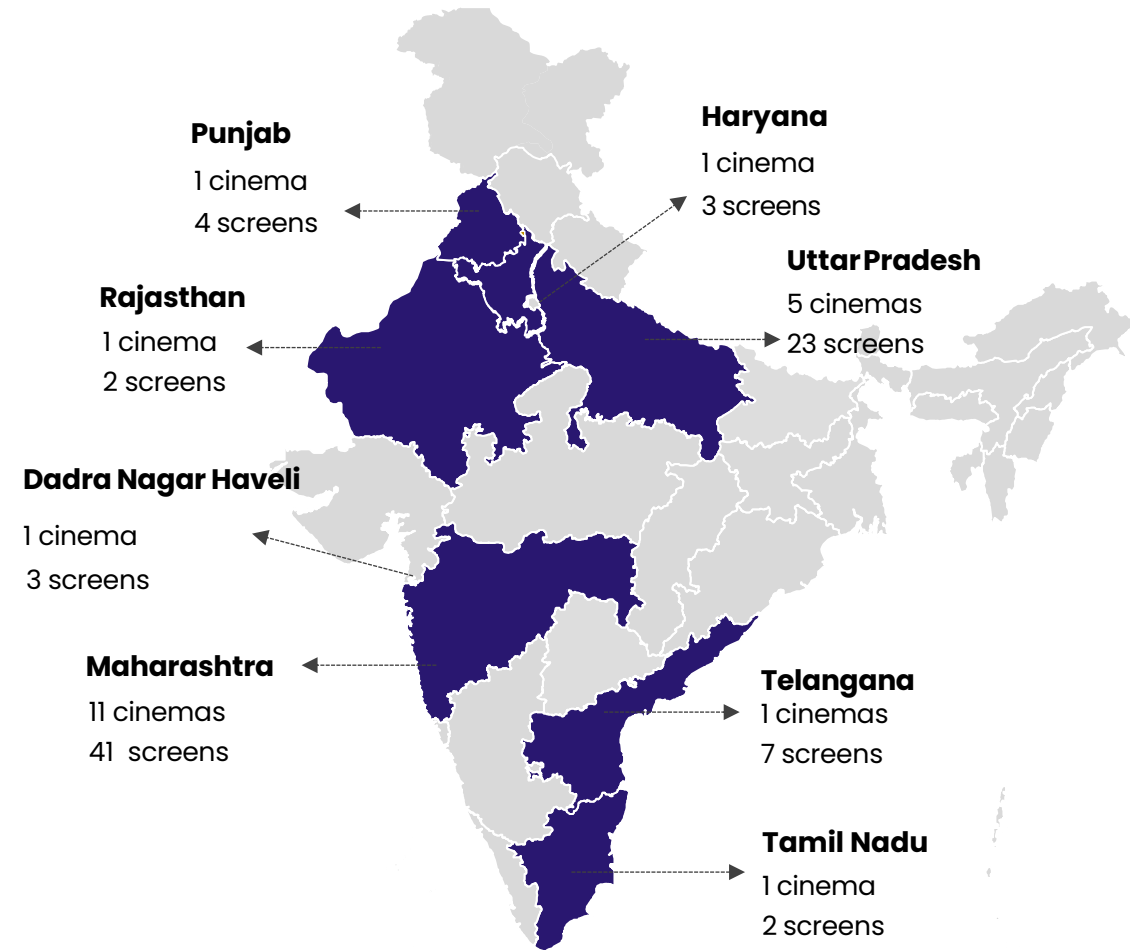 Punjab
1 cinema
4 screens
Haryana
1 cinema
3 screens
Uttar Pradesh
5 cinemas
23 screens
Rajasthan
1 cinema
2 screens
Dadra Nagar Haveli
1 cinema
3 screens
Maharashtra
11 cinemas
41 screens
Telangana
1 cinemas
7 screens
Tamil Nadu
1 cinema
2 screens